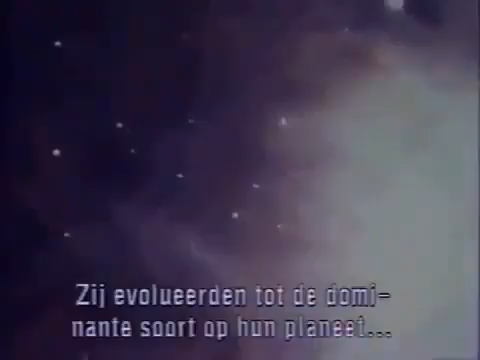 Zij evolueerden tot de domi-
nante soort op hun planeet...